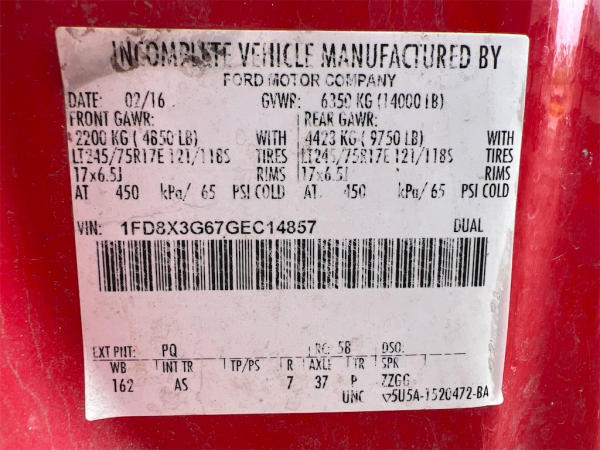 INCOMPLETE VEHICLE MANUFACTURED BY
FORD MOTOR COMPANY
DATE: 02/16 GVWR: 6350 KG (14000 LB)
FRONT GAWR: REAR GAWR:
2200 KG ( 4850 LB) WITH 4423 KG ( 9750 LB) WITH
LT245/75R17E 121/118S TIRES LT245/75R17E 121/118S TIRES
17x6.5J RIMS 17x6.5J RIMS
AT 450 kPa/ 65 PSI COLD AT 450 kPa/ 65 PSI COLD
VIN: 1FD8X3G67GEC14857 DUAL
EXT PNT: PQ RC: 58 DSO:
WB INT TR TP/PS R AXLE TR SPR
162 AS 7 37 P ZZGG
UNC 5U5A-1520472-BA